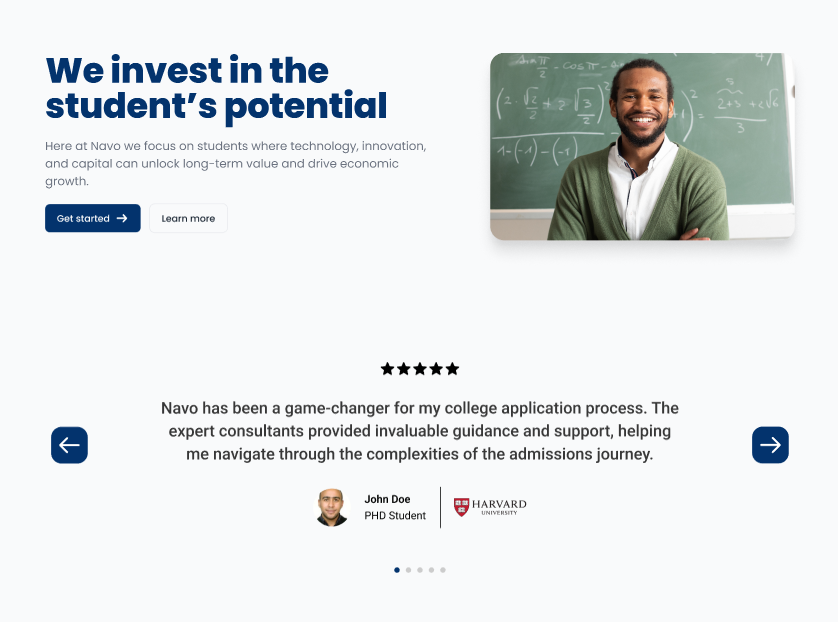 We invest in the
student's potential
Here at Navo we focus on students where technology, innovation,
and capital can unlock long-term value and drive economic
growth.
Get started
Learn more
Navo has been a game-changer for my college application process. The
expert consultants provided invaluable guidance and support, helping
me navigate through the complexities of the admissions journey.
John Doe
PHD Student
HARVARD
UNIVERSITY